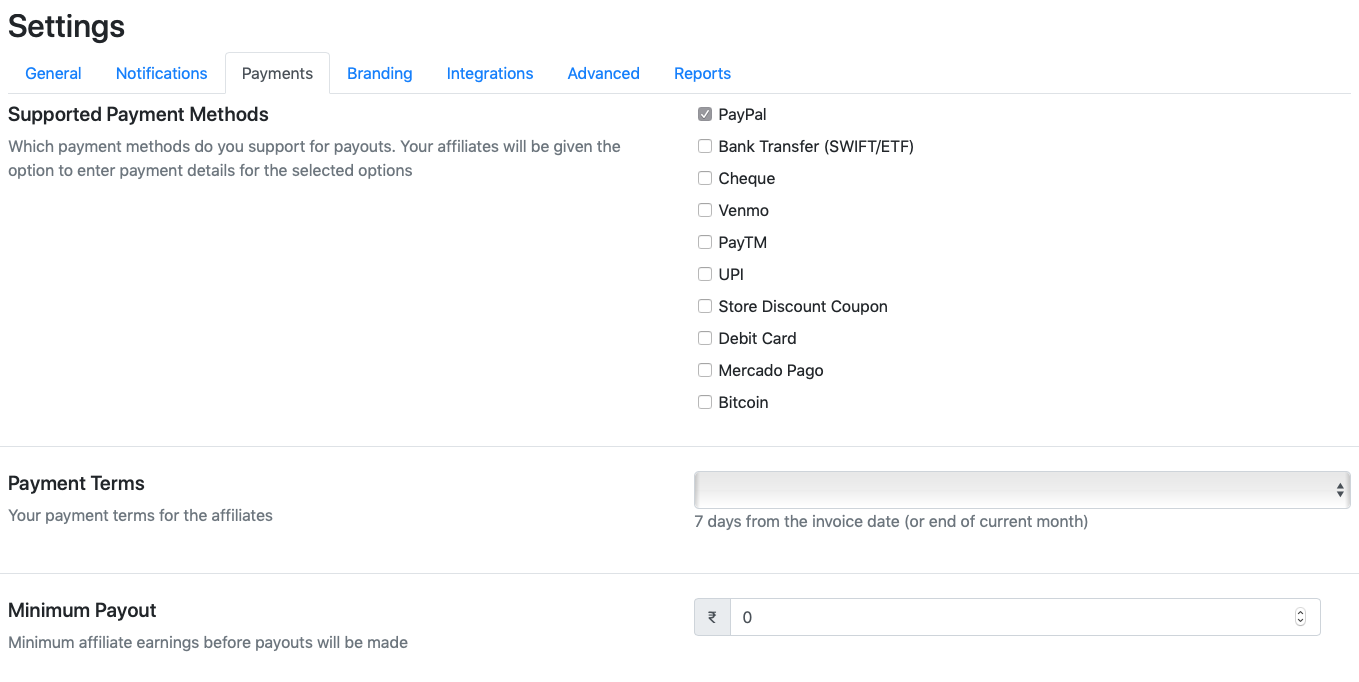 Settings
General Notifications Payments Branding Integrations Advanced Reports
Supported Payment Methods
Which payment methods do you support for payouts. Your affiliates will be given the
option to enter payment details for the selected options
PayPal
Bank Transfer (SWIFT/ETF)
Cheque
Venmo
PayTM
UPI
Store Discount Coupon
Debit Card
Mercado Pago
Bitcoin
Payment Terms
Your payment terms for the affiliates
7 days from the invoice date (or end of current month)
Minimum Payout
Minimum affiliate earnings before payouts will be made
₹ 0